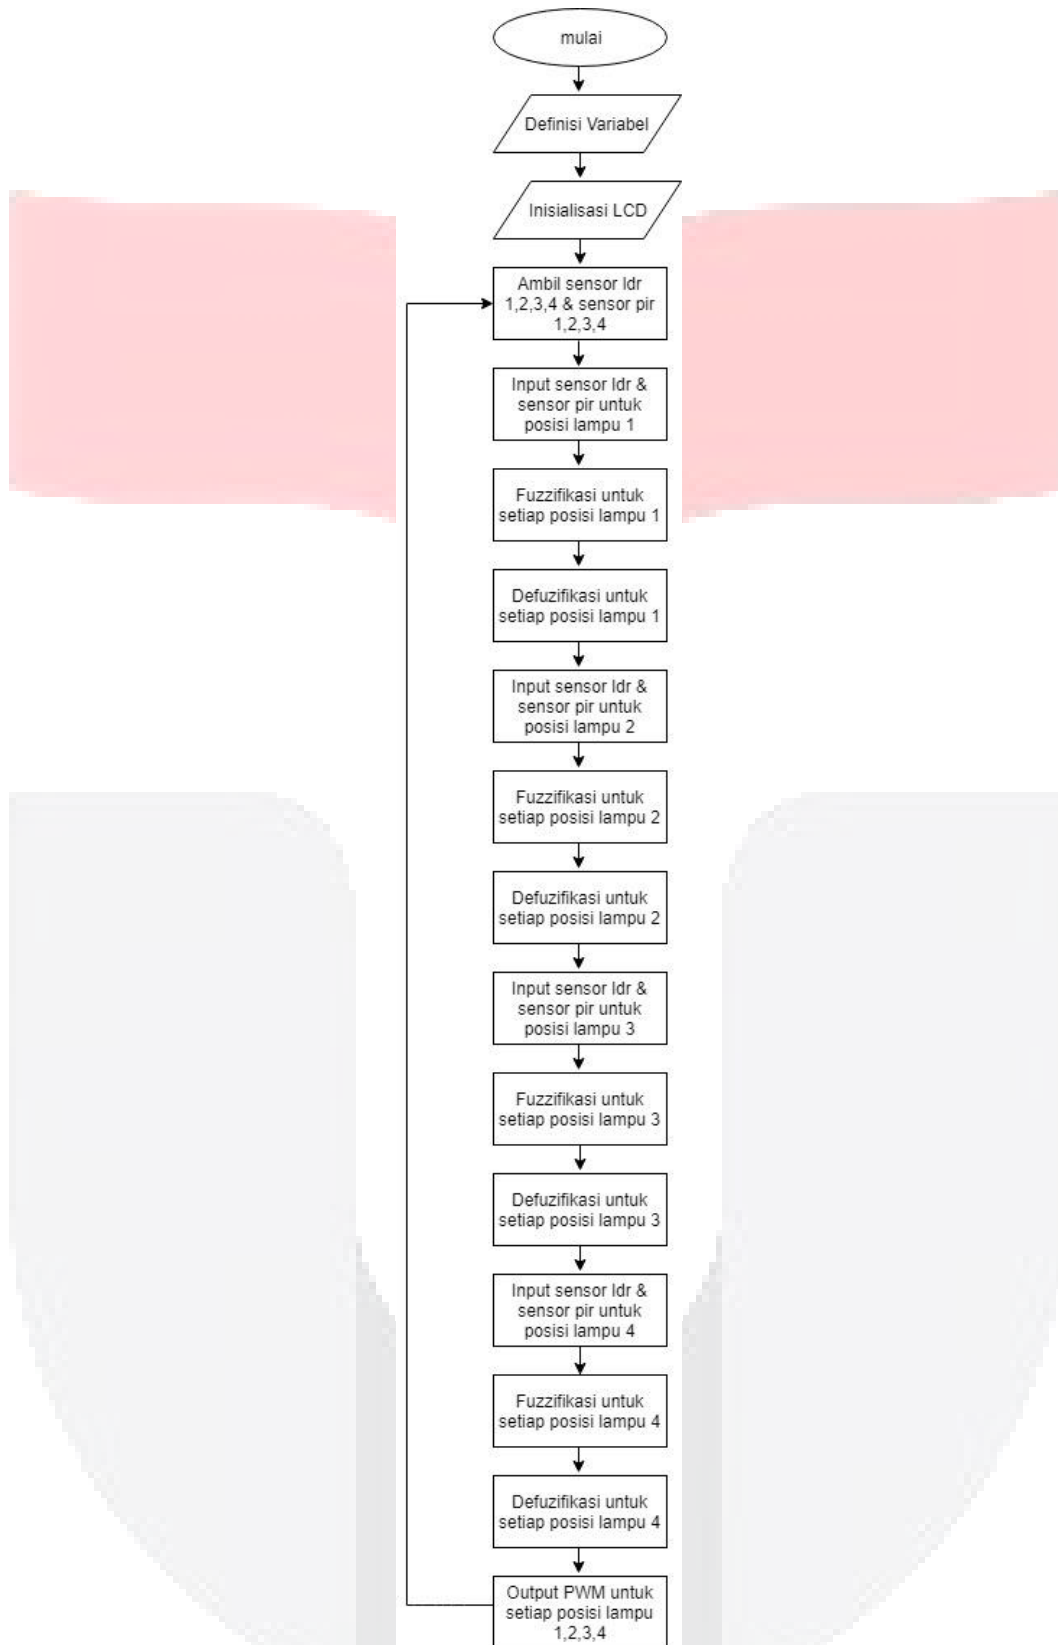 mulai
Definisi Variabel
Inisialisasi LCD
Ambil sensor ldr
1,2,3,4 & sensor pir
1,2,3,4
Input sensor ldr &
sensor pir untuk
posisi lampu 1
Fuzzifikasi untuk
setiap posisi lampu 1
Defuzifikasi untuk
setiap posisi lampu 1
Input sensor ldr &
sensor pir untuk
posisi lampu 2
Fuzzifikasi untuk
setiap posisi lampu 2
Defuzifikasi untuk
setiap posisi lampu 2
Input sensor ldr &
sensor pir untuk
posisi lampu 3
Fuzzifikasi untuk
setiap posisi lampu 3
Defuzifikasi untuk
setiap posisi lampu 3
Input sensor ldr &
sensor pir untuk
posisi lampu 4
Fuzzifikasi untuk
setiap posisi lampu 4
Defuzifikasi untuk
setiap posisi lampu 4
Output PWM untuk
setiap posisi lampu
1,2,3,4